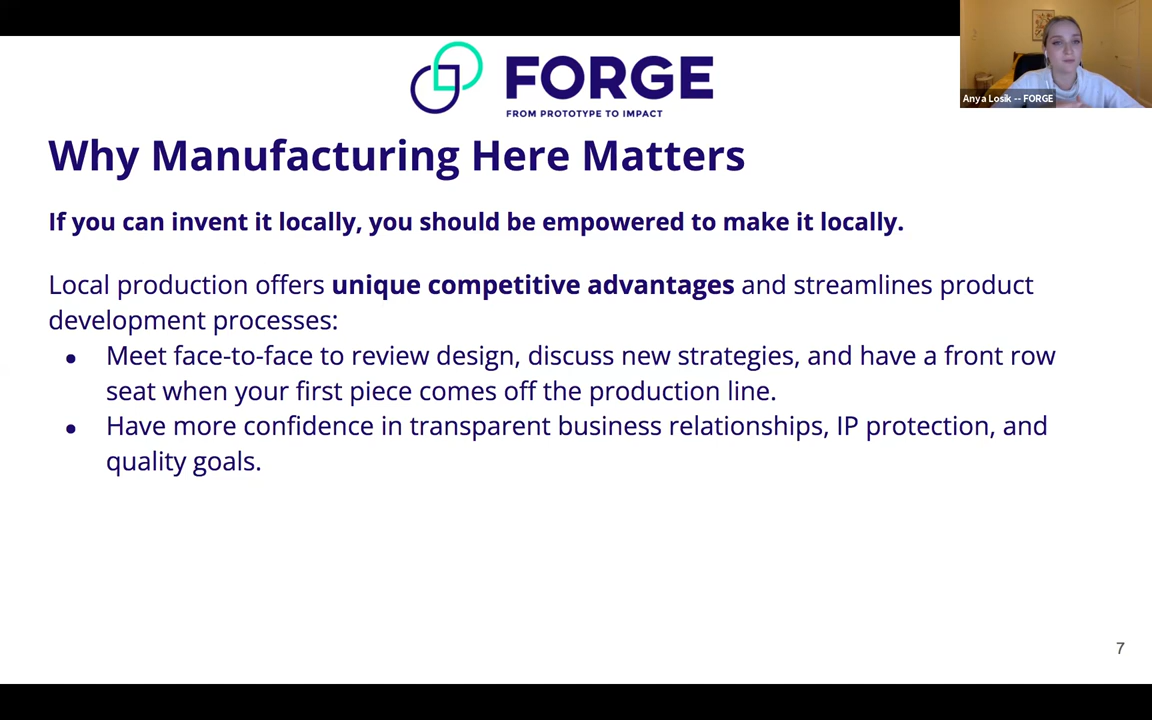 FORGE
FROM PROTOTYPE TO IMPACT
Anya Losik -- FORGE
Why Manufacturing Here Matters
If you can invent it locally, you should be empowered to make it locally.
Local production offers unique competitive advantages and streamlines product
development processes:
● Meet face-to-face to review design, discuss new strategies, and have a front row
seat when your first piece comes off the production line.
● Have more confidence in transparent business relationships, IP protection, and
quality goals.
7